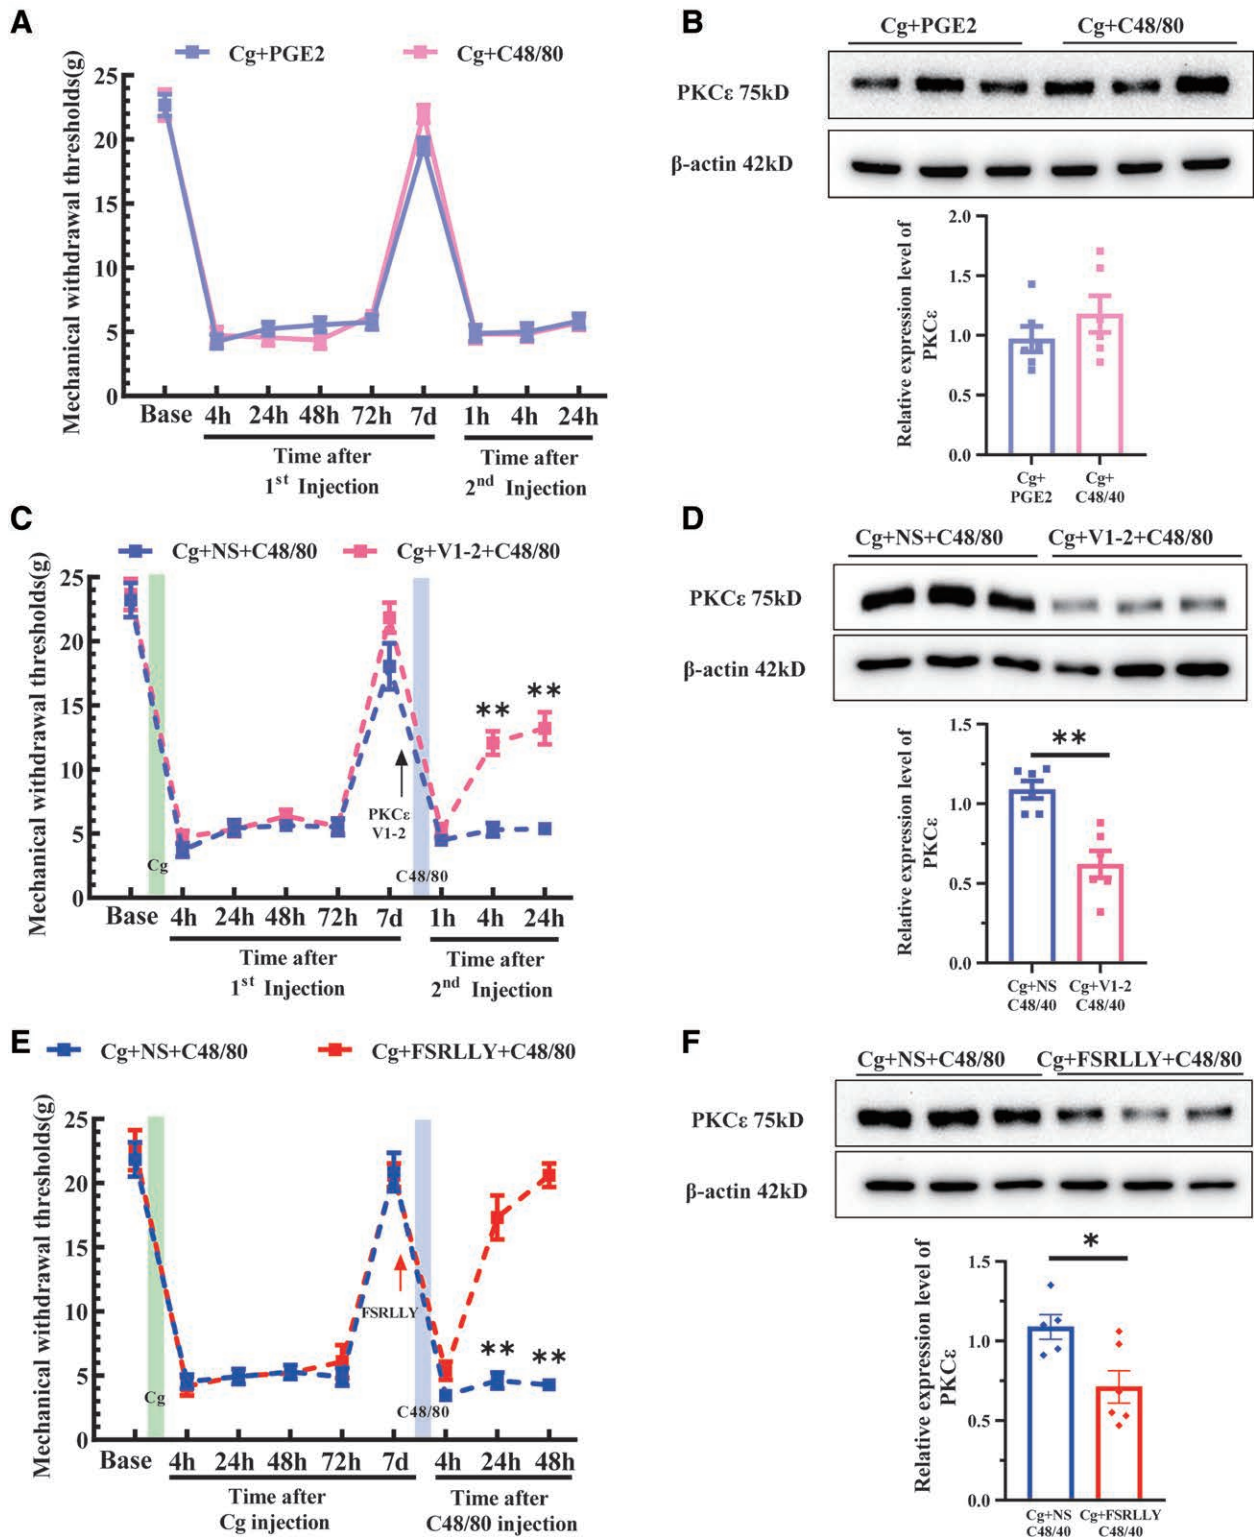 A
Cg+PGE2 Cg+C48/80
Mechanical withdrawal thresholds(g)
25
20
15
10
5
0
Base 4h 24h 48h 72h 7d 1h 4h 24h
Time after
1st Injection
Time after
2nd Injection
B
Cg+PGE2 Cg+C48/80
PKCε 75kD
β-actin 42kD
Relative expression level of
PKCε
2.0
1.5
1.0
0.5
0.0
Cg+
PGE2
Cg+
C48/40
C
Cg+NS+C48/80 Cg+V1-2+C48/80
Mechanical withdrawal thresholds(g)
25
20
15
10
5
0
Cg
PKCε
V1-2
C48/80
** **
Base 4h 24h 48h 72h 7d 1h 4h 24h
Time after
1st Injection
Time after
2nd Injection
D
Cg+NS+C48/80 Cg+V1-2+C48/80
PKCε 75kD
β-actin 42kD
Relative expression level of
PKCε
1.5
1.0
0.5
0.0
**
Cg+NS
C48/40
Cg+V1-2
C48/40
E
Cg+NS+C48/80 Cg+FSRLLY+C48/80
Mechanical withdrawal thresholds(g)
25
20
15
10
5
0
Cg
FSRLLY
C48/80
** **
Base 4h 24h 48h 72h 7d 4h 24h 48h
Time after
Cg injection
Time after
C48/80 injection
F
Cg+NS+C48/80 Cg+FSRLLY+C48/80
PKCε 75kD
β-actin 42kD
Relative expression level of
PKCε
1.5
1.0
0.5
0.0
*
Cg+NS
C48/40
Cg+FSRLLY
C48/40